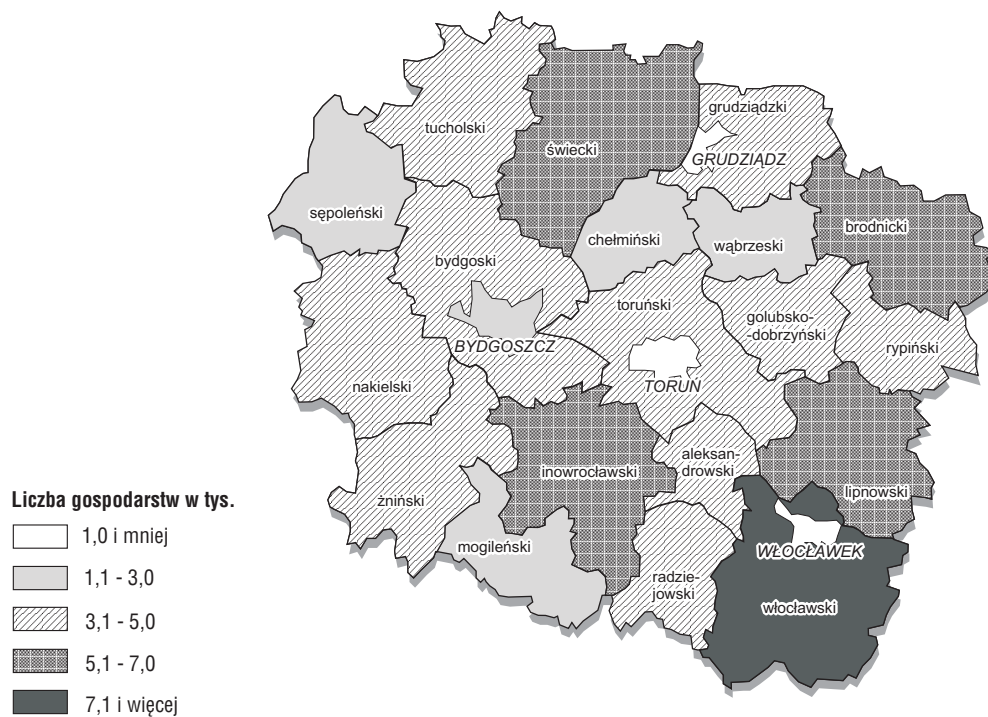 tucholski
grudziądzki
świecki
GRUDZIĄDZ
sępoleński
chełmiński
wąbrzeski
brodnicki
bydgoski
toruński
golubsko-
-dobrzyński
BYDGOSZCZ
rypiński
nakielski
TORUŃ
aleksan-
drowski
inowrocławski
lipnowski
żniński
mogileński
WŁOCŁAWEK
radzie-
jowski
włocławski
Liczba gospodarstw w tys.
1,0 i mniej
1,1 - 3,0
3,1 - 5,0
5,1 - 7,0
7,1 i więcej